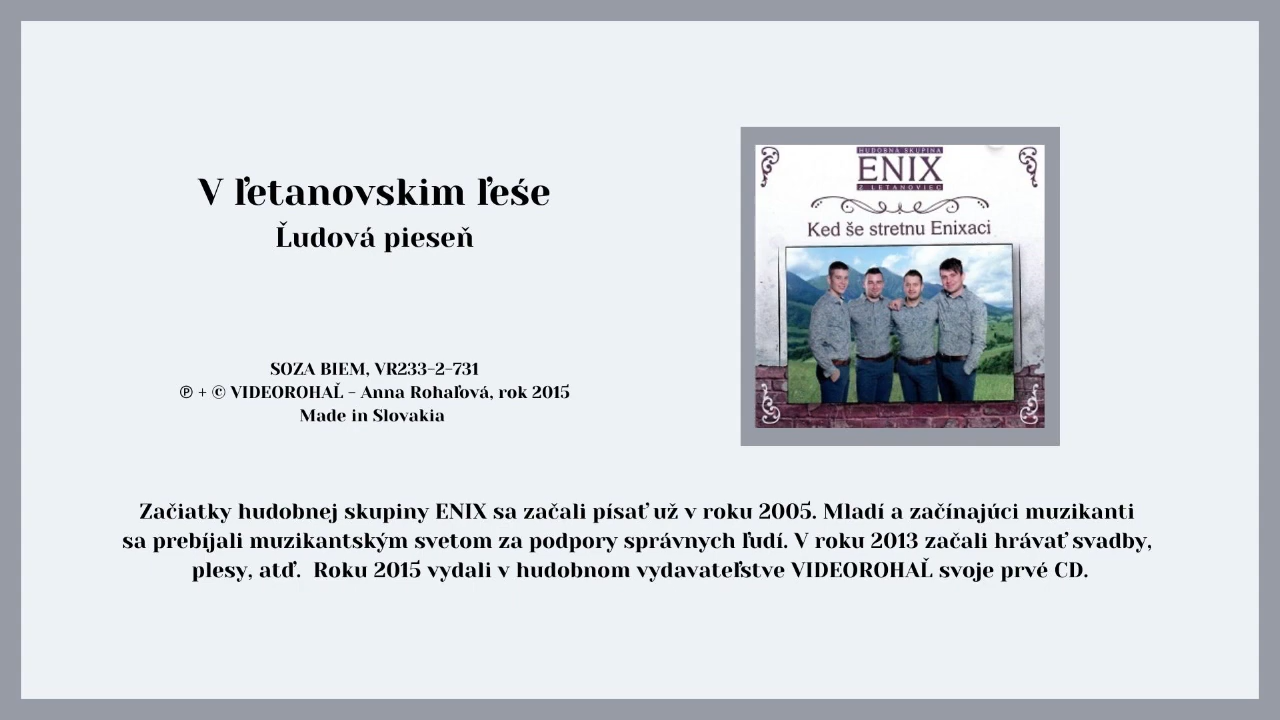 V ľetanovskim ľeśe
Ľudová pieseň
SOZA BIEM, VR233-2-731
℗ + © VIDEOROHAĽ - Anna Rohaľová, rok 2015
Made in Slovakia
HUDOBNÁ SKUPINA
ENIX
Z LETANOVIEC
Ked še stretnu Enixaci
Začiatky hudobnej skupiny ENIX sa začali písať už v roku 2005. Mladí a začínajúci muzikanti
sa prebíjali muzikantským svetom za podpory správnych ľudí. V roku 2013 začali hrávať svadby,
plesy, atď. Roku 2015 vydali v hudobnom vydavateľstve VIDEOROHAĽ svoje prvé CD.